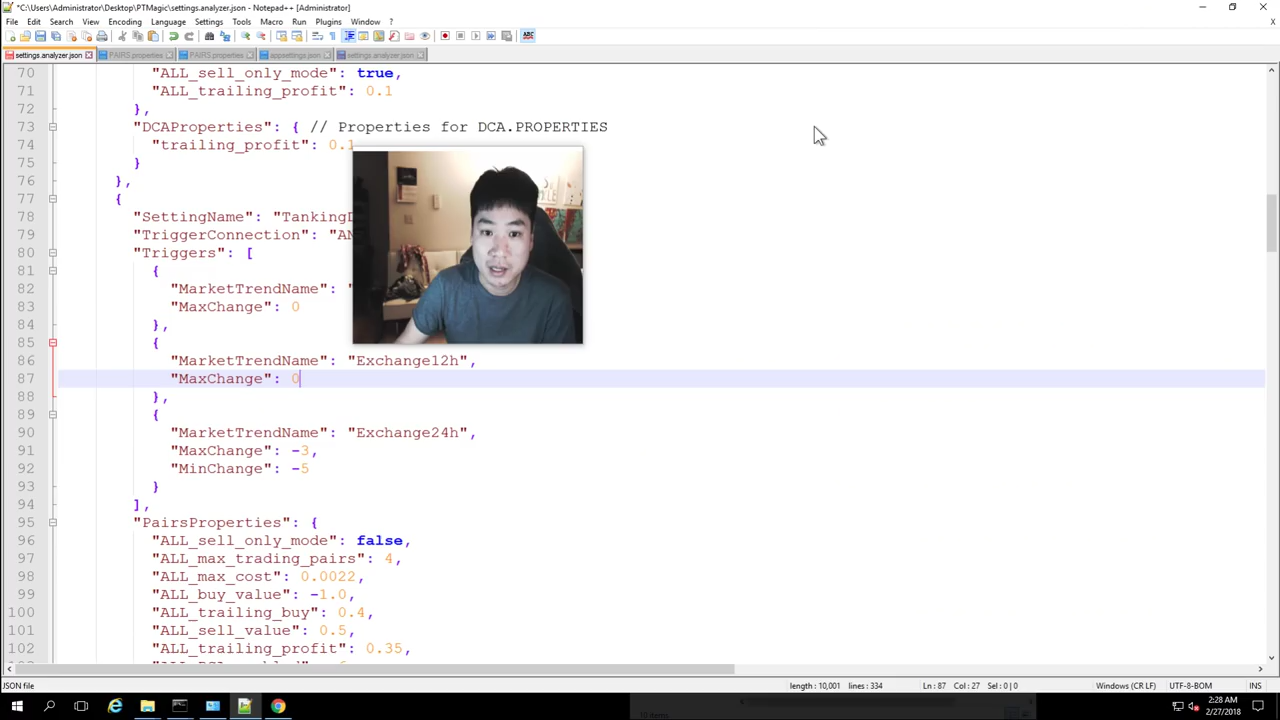 *C:\Users\Administrator\Desktop\PTMagic\settings.analyzer.json - Notepad++ [Administrator]
File Edit Search View Encoding Language Settings Tools Macro Run Plugins Window ?
settings.analyzer.json PAIRS.properties PAIRS.properties appsettings.json settings.analyzer.json
70 "ALL_sell_only_mode": true,
71 "ALL_trailing_profit": 0.1
72 },
73 "DCAProperties": { // Properties for DCA.PROPERTIES
74 "trailing_profit": 0.1
75 }
76 },
77 {
78 "SettingName":
79 "TriggerConnection":
80 "Triggers": [
81 {
82 "MarketTrendName":
83 "MaxChange": 0
84 },
85 {
86 "MarketTrendName": "Exchange12h",
87 "MaxChange": 0
88 },
89 {
90 "MarketTrendName": "Exchange24h",
91 "MaxChange": -3,
92 "MinChange": -5
93 }
94 ],
95 "PairsProperties": {
96 "ALL_sell_only_mode": false,
97 "ALL_max_trading_pairs": 4,
98 "ALL_max_cost": 0.0022,
99 "ALL_buy_value": -1.0,
100 "ALL_trailing_buy": 0.4,
101 "ALL_sell_value": 0.5,
102 "ALL_trailing_profit": 0.35,
JSON file length : 10,001 lines : 334 Ln : 87 Col : 27 Sel : 0 | 0 Windows (CR LF) UTF-8-BOM INS
2:28 AM
2/27/2018